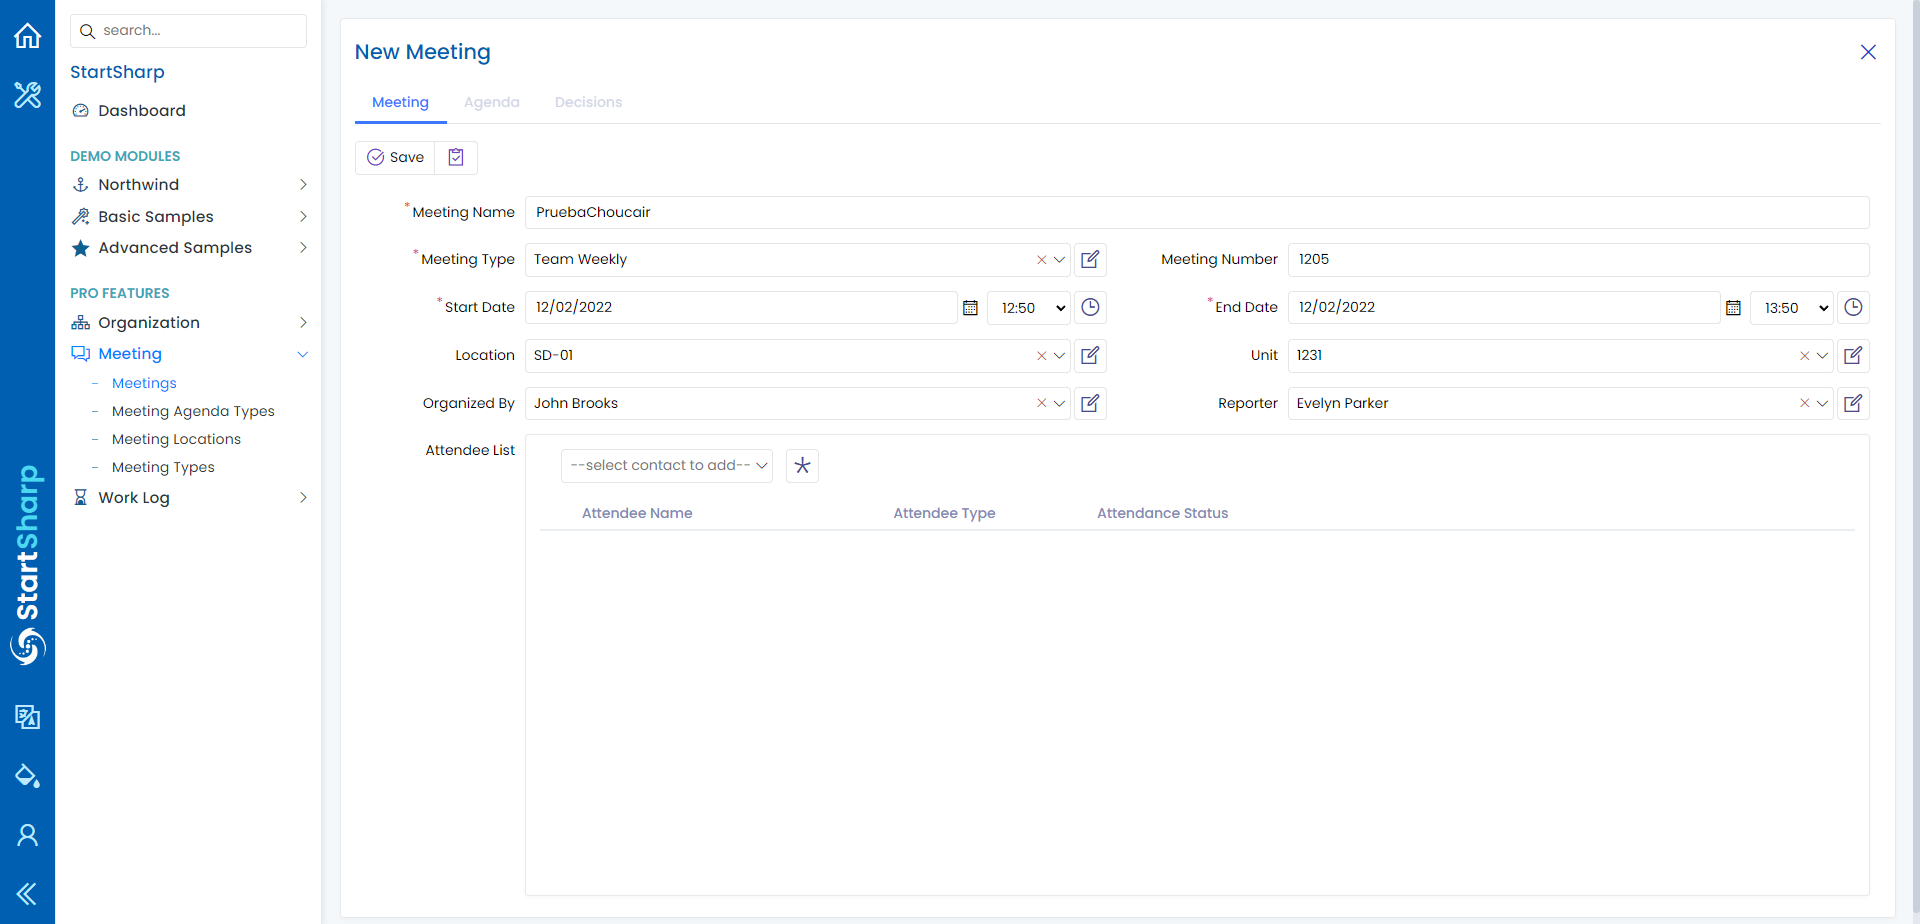 search...
StartSharp
Dashboard
DEMO MODULES
Northwind
Basic Samples
Advanced Samples
PRO FEATURES
Organization
Meeting
Meetings
Meeting Agenda Types
Meeting Locations
Meeting Types
Work Log
StartSharp
New Meeting
Meeting Agenda Decisions
Save
*Meeting Name PruebaChoucair
*Meeting Type Team Weekly Meeting Number 1205
*Start Date 12/02/2022 12:50 *End Date 12/02/2022 13:50
Location SD-01 Unit 1231
Organized By John Brooks Reporter Evelyn Parker
Attendee List
--select contact to add--
Attendee Name Attendee Type Attendance Status